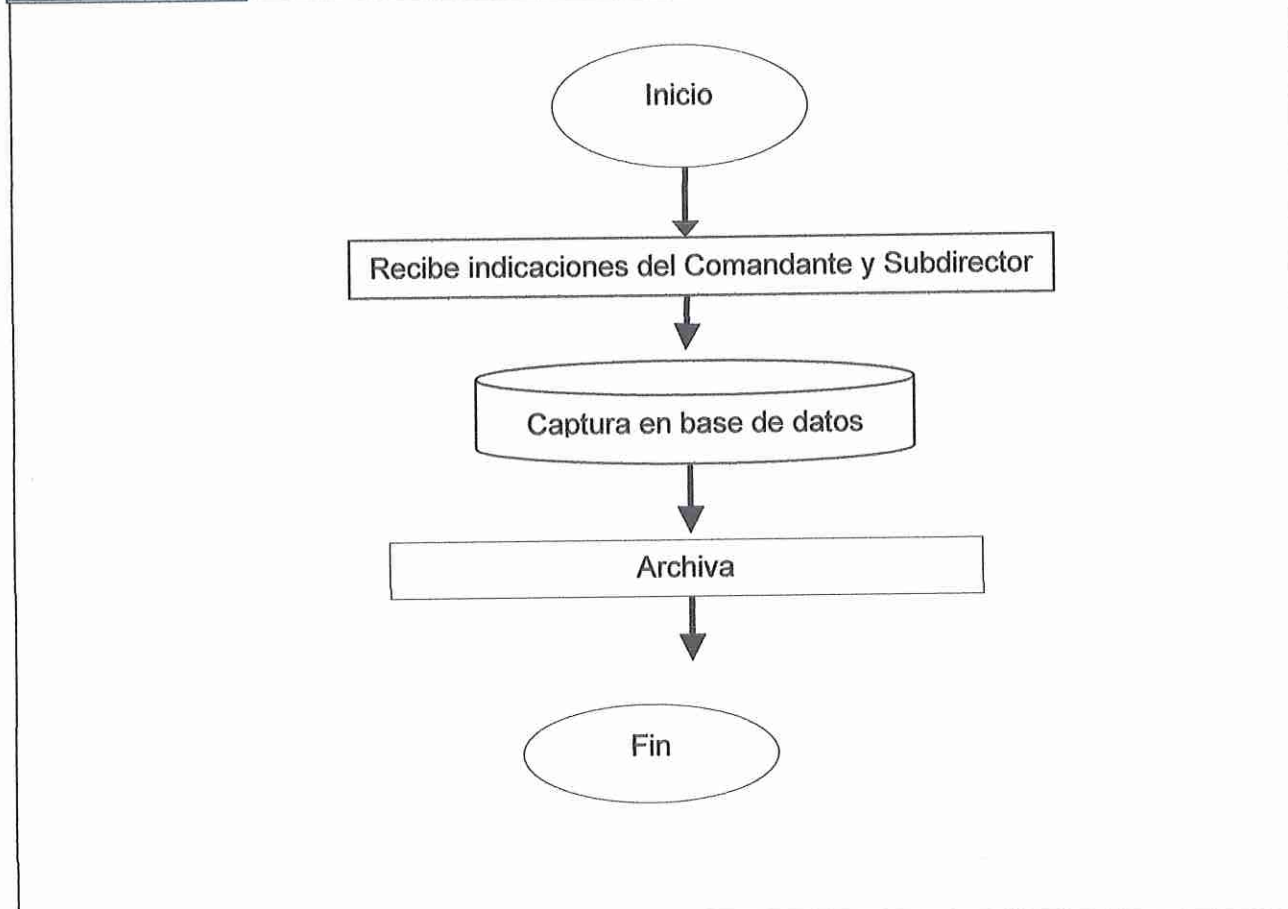 Inicio
Recibe indicaciones del Comandante y Subdirector
Captura en base de datos
Archiva
Fin